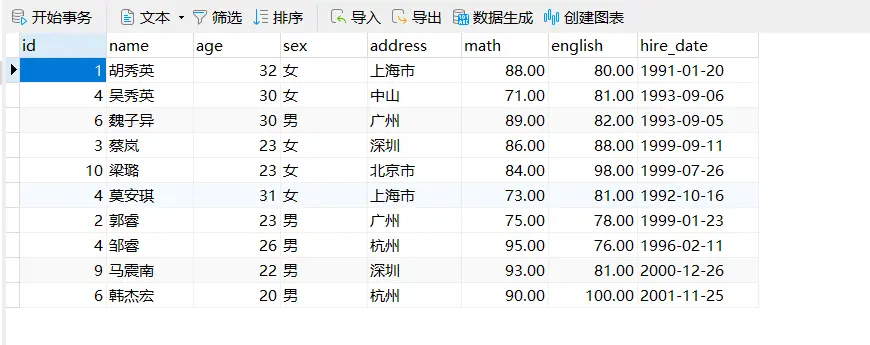 开始事务 文本 筛选 排序 导入 导出 数据生成 创建图表
id name age sex address math english hire_date
1 胡秀英 32 女 上海市 88.00 80.00 1991-01-20
4 吴秀英 30 女 中山 71.00 81.00 1993-09-06
6 魏子异 30 男 广州 89.00 82.00 1993-09-05
3 蔡岚 23 女 深圳 86.00 88.00 1999-09-11
10 梁璐 23 女 北京市 84.00 98.00 1999-07-26
4 莫安琪 31 女 上海市 73.00 81.00 1992-10-16
2 郭睿 23 男 广州 75.00 78.00 1999-01-23
4 邹睿 26 男 杭州 95.00 76.00 1996-02-11
9 马震南 22 男 深圳 93.00 81.00 2000-12-26
6 韩杰宏 20 男 杭州 90.00 100.00 2001-11-25